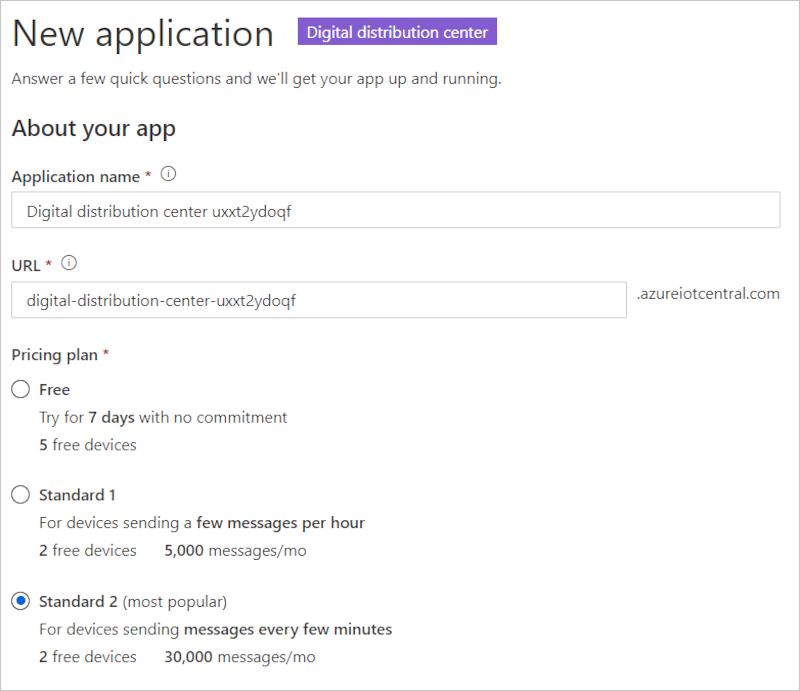 New application Digital distribution center
Answer a few quick questions and we'll get your app up and running.
About your app
Application name *
Digital distribution center uxxt2ydoqf
URL *
digital-distribution-center-uxxt2ydoqf .azureiotcentral.com
Pricing plan *
Free
Try for 7 days with no commitment
5 free devices
Standard 1
For devices sending a few messages per hour
2 free devices 5,000 messages/mo
Standard 2 (most popular)
For devices sending messages every few minutes
2 free devices 30,000 messages/mo